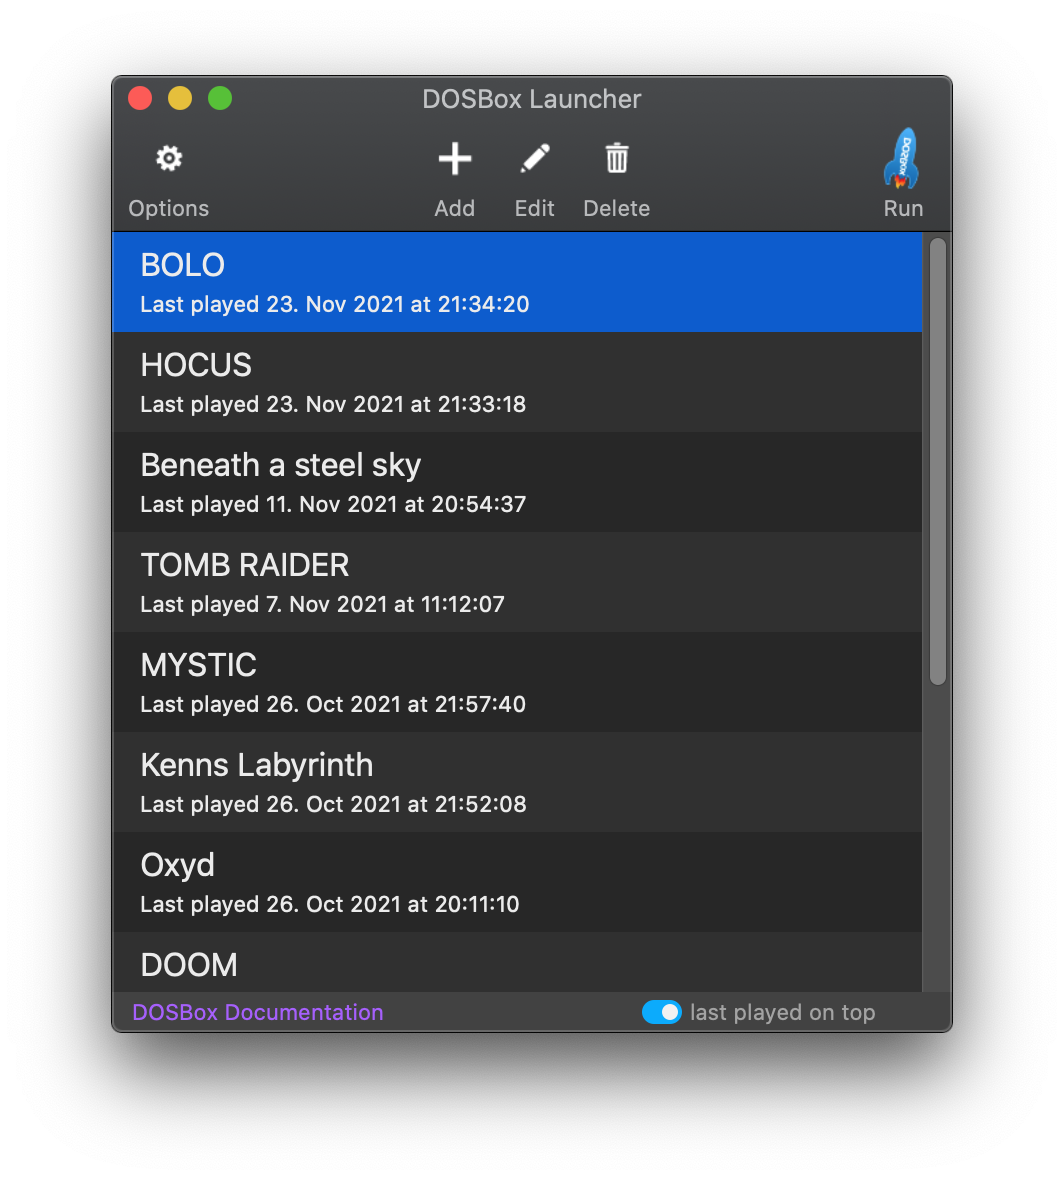 DOSBox Launcher
Options
Add
Edit
Delete
DOSBox
Run
BOLO
Last played 23. Nov 2021 at 21:34:20
HOCUS
Last played 23. Nov 2021 at 21:33:18
Beneath a steel sky
Last played 11. Nov 2021 at 20:54:37
TOMB RAIDER
Last played 7. Nov 2021 at 11:12:07
MYSTIC
Last played 26. Oct 2021 at 21:57:40
Kenns Labyrinth
Last played 26. Oct 2021 at 21:52:08
Oxyd
Last played 26. Oct 2021 at 20:11:10
DOOM
DOSBox Documentation
last played on top